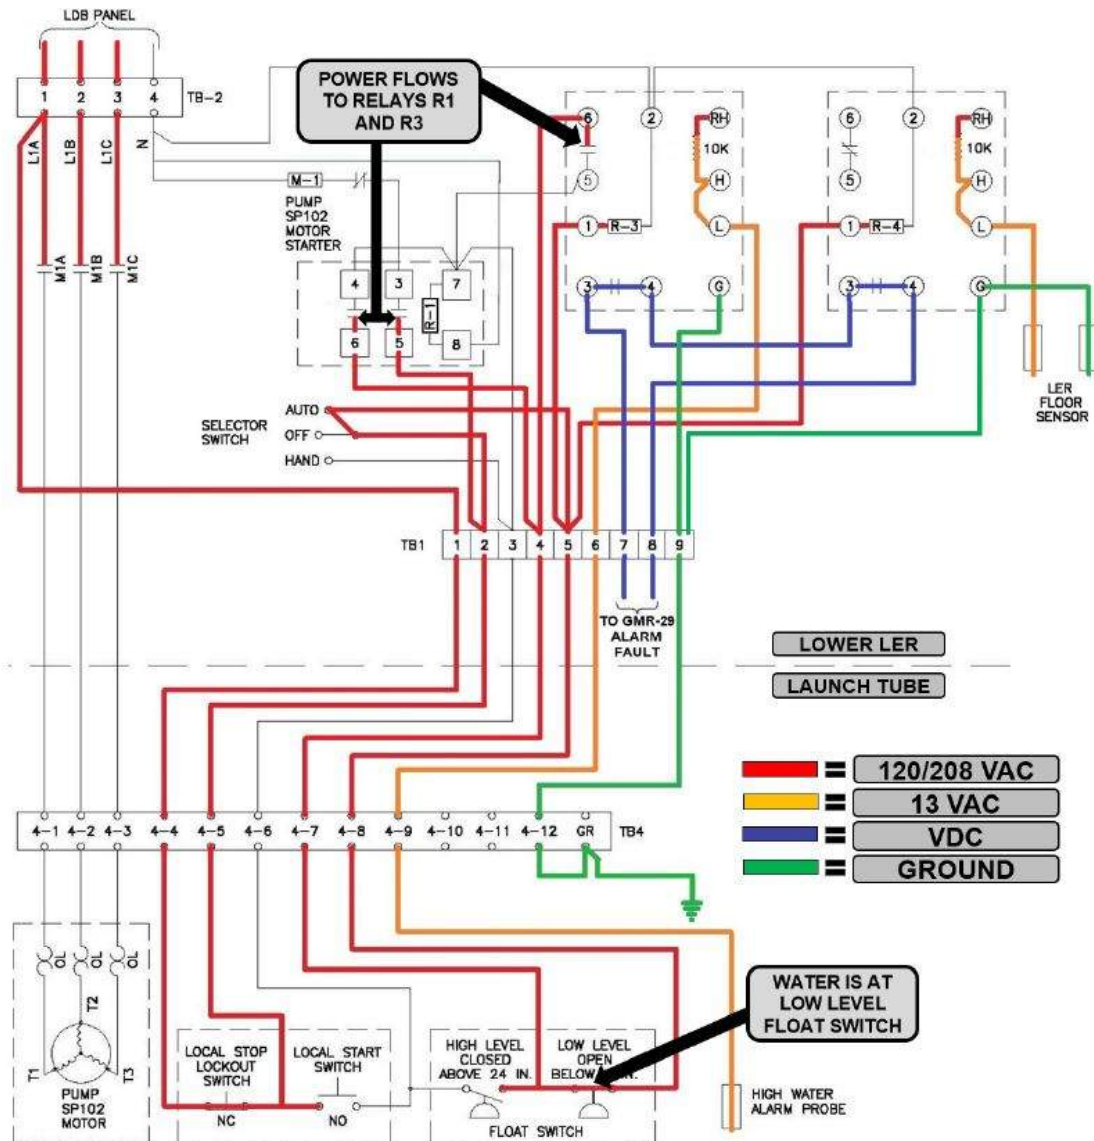 LDB PANEL
1 2 3 4
TB-2
L1A
L1B
L1C
N
M1A
M1B
M1C
POWER FLOWS
TO RELAYS R1
AND R3
M-1
PUMP
SP102
MOTOR
STARTER
4 3 7
R-1
6 5 8
6 2 RH
10K
5 H
1 R-3 L
3 4 G
6 2 RH
10K
5 H
1 R-4 L
3 4 G
LER
FLOOR
SENSOR
SELECTOR
SWITCH
AUTO
OFF
HAND
TB1 1 2 3 4 5 6 7 8 9
TO GMR-29
ALARM
FAULT
LOWER LER
LAUNCH TUBE
120/208 VAC
13 VAC
VDC
GROUND
4-1 4-2 4-3 4-4 4-5 4-6 4-7 4-8 4-9 4-10 4-11 4-12 GR TB4
OL OL OL
T2
T1
T3
PUMP
SP102
MOTOR
LOCAL STOP
LOCKOUT
SWITCH
NC
LOCAL START
SWITCH
NO
HIGH LEVEL
CLOSED
ABOVE 24 IN.
LOW LEVEL
OPEN
BELOW IN.
FLOAT SWITCH
WATER IS AT
LOW LEVEL
FLOAT SWITCH
HIGH WATER
ALARM PROBE